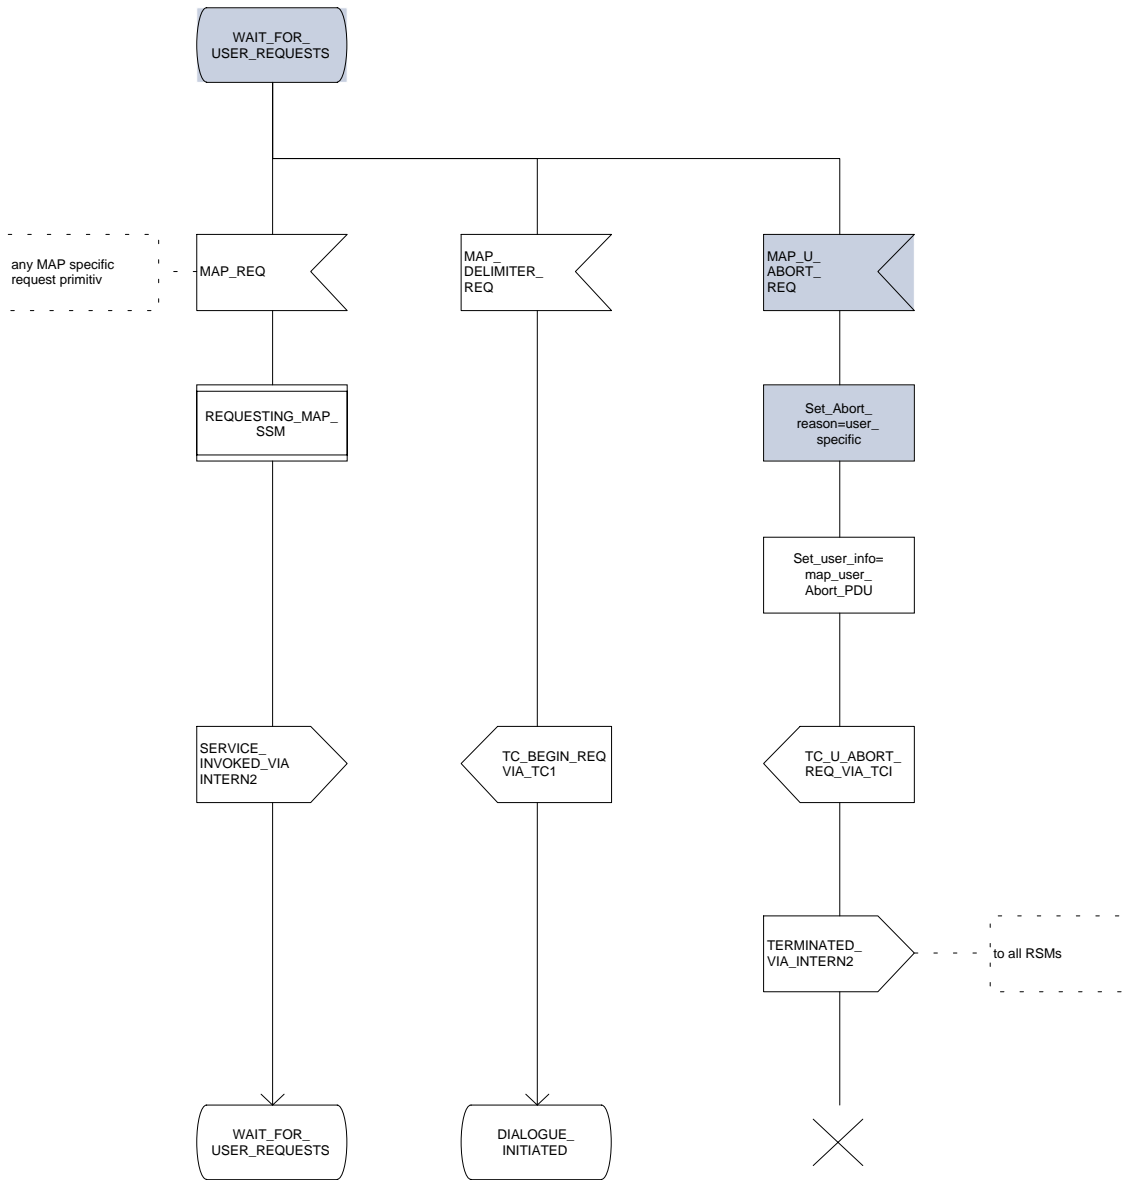 WAIT_FOR_
USER_REQUESTS
any MAP specific
request primitiv
MAP_REQ
MAP_
DELIMITER_
REQ
MAP_U_
ABORT_
REQ
REQUESTING_MAP_
SSM
Set_Abort_
reason=user_
specific
Set_user_info=
map_user_
Abort_PDU
SERVICE_
INVOKED_VIA
INTERN2
TC_BEGIN_REQ
VIA_TC1
TC_U_ABORT_
REQ_VIA_TCI
TERMINATED_
VIA_INTERN2
to all RSMs
WAIT_FOR_
USER_REQUESTS
DIALOGUE_
INITIATED